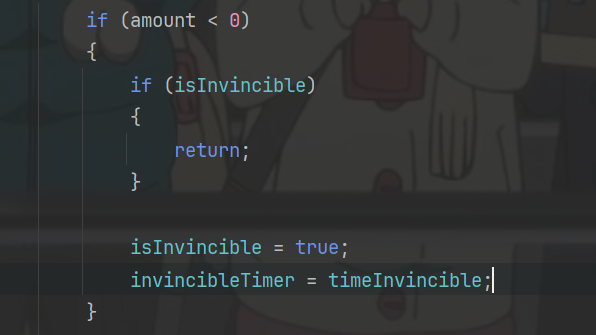 if (amount < 0)
{
if (isInvincible)
{
return;
}
isInvincible = true;
invincibleTimer = timeInvincible;
}